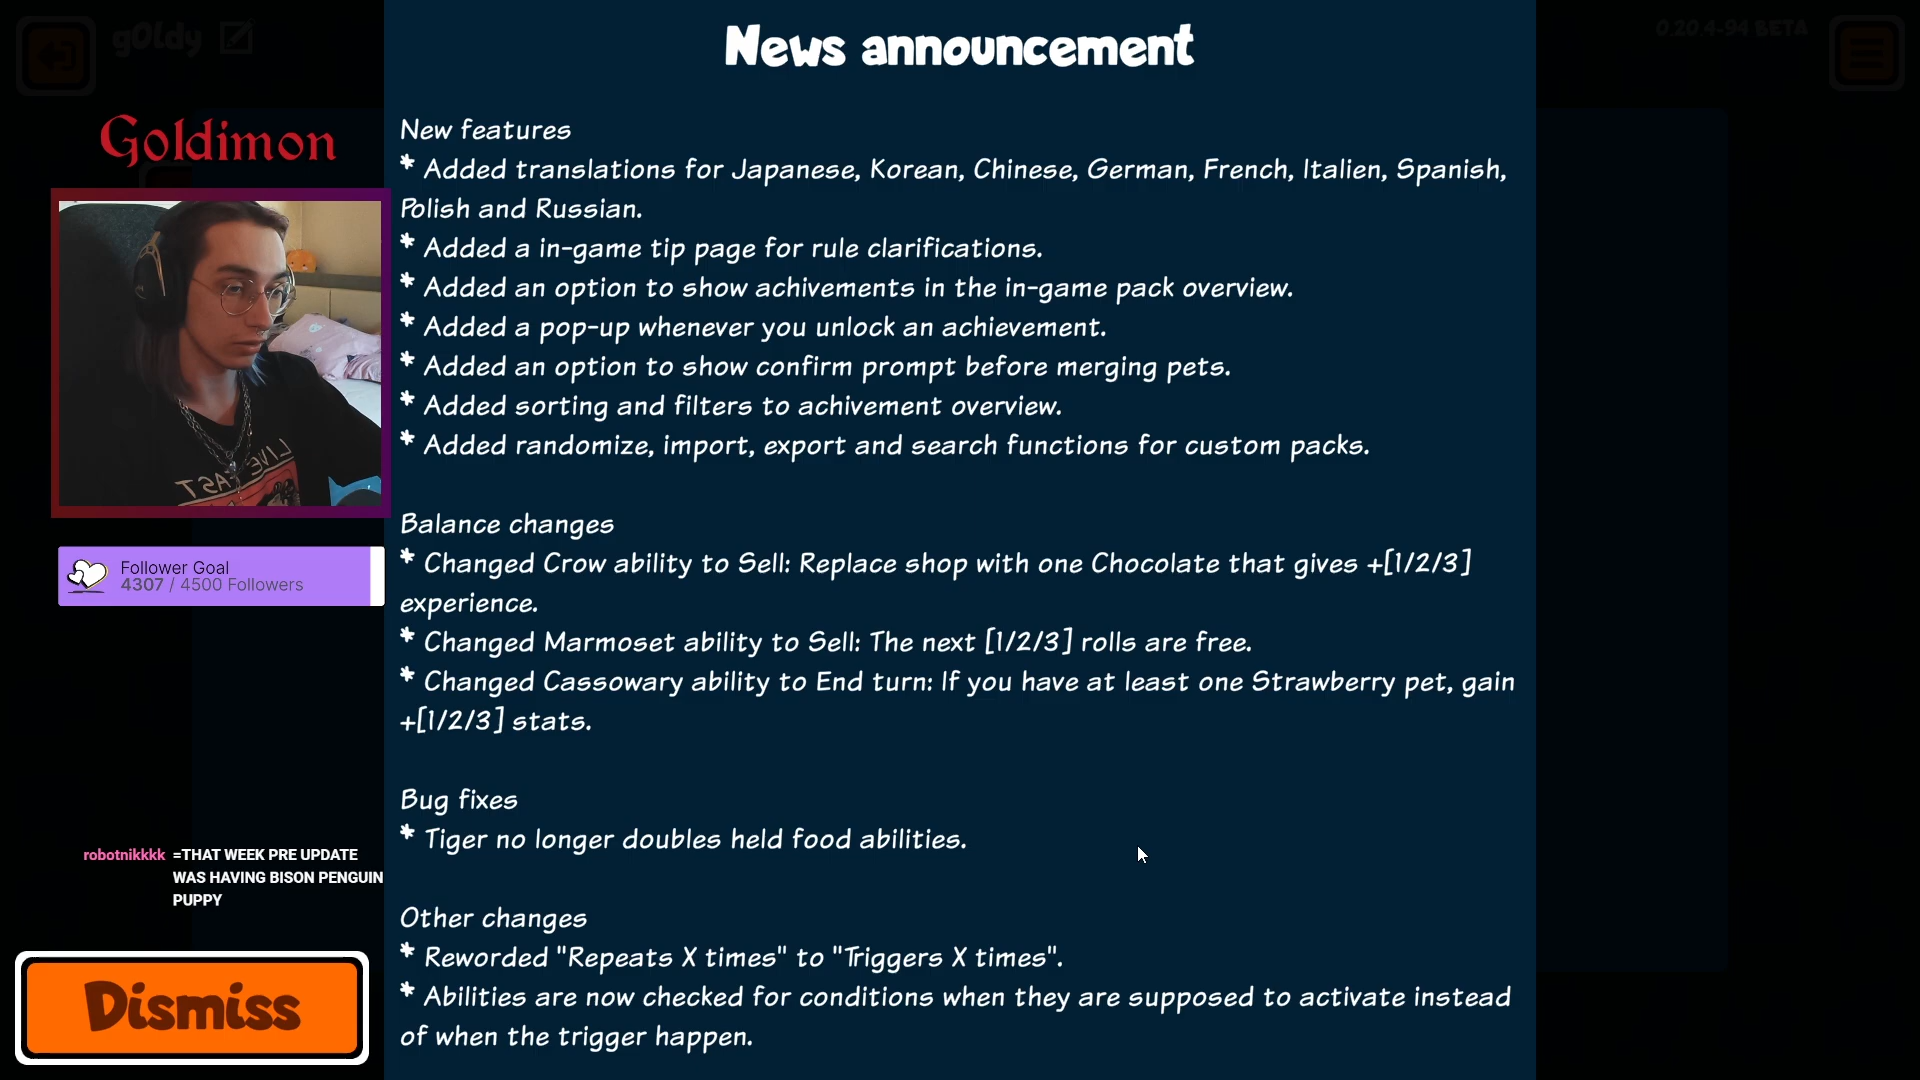 g0ldy
0.20.4-94 BETA
News announcement
Goldimon
New features
* Added translations for Japanese, Korean, Chinese, German, French, Italien, Spanish,
Polish and Russian.
* Added a in-game tip page for rule clarifications.
* Added an option to show achivements in the in-game pack overview.
* Added a pop-up whenever you unlock an achievement.
* Added an option to show confirm prompt before merging pets.
* Added sorting and filters to achivement overview.
* Added randomize, import, export and search functions for custom packs.
Balance changes
* Changed Crow ability to Sell: Replace shop with one Chocolate that gives +[1/2/3]
experience.
* Changed Marmoset ability to Sell: The next [1/2/3] rolls are free.
* Changed Cassowary ability to End turn: If you have at least one Strawberry pet, gain
+[1/2/3] stats.
Bug fixes
* Tiger no longer doubles held food abilities.
Other changes
* Reworded "Repeats X times" to "Triggers X times".
* Abilities are now checked for conditions when they are supposed to activate instead
of when the trigger happen.
Follower Goal
4307 / 4500 Followers
robotnikkkk =THAT WEEK PRE UPDATE
WAS HAVING BISON PENGUIN
PUPPY
Dismiss